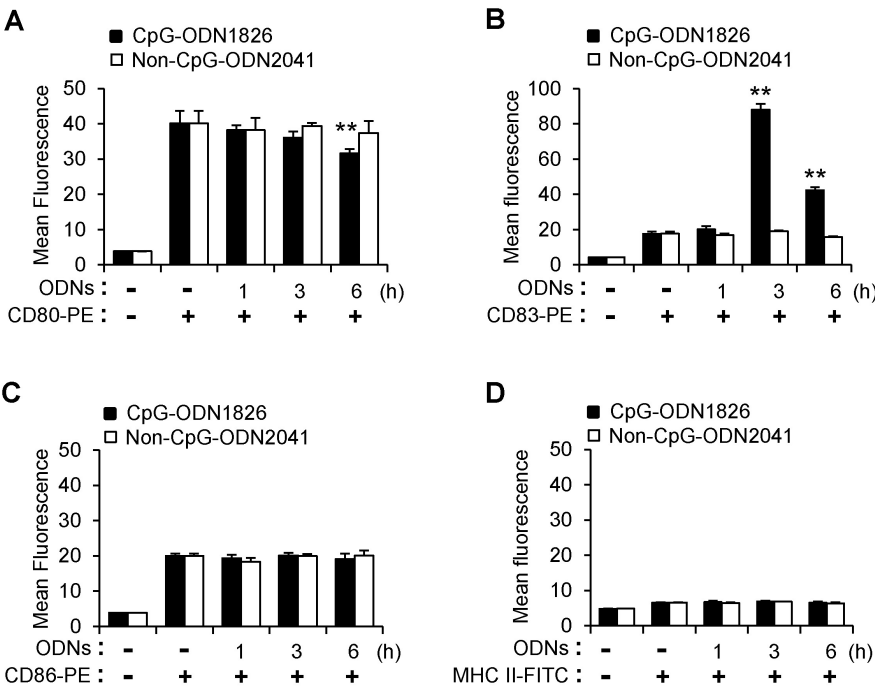 A
CpG-ODN1826
Non-CpG-ODN2041
Mean Fluorescence
50
40
30
20
10
0
ODNs : - - 1 3 6 (h)
CD80-PE : - + + + +
**
B
CpG-ODN1826
Non-CpG-ODN2041
Mean fluorescence
100
80
60
40
20
0
**
**
ODNs : - - 1 3 6 (h)
CD83-PE : - + + + +
C
CpG-ODN1826
Non-CpG-ODN2041
Mean Fluorescence
50
40
30
20
10
0
ODNs : - - 1 3 6 (h)
CD86-PE : - + + + +
D
CpG-ODN1826
Non-CpG-ODN2041
Mean fluorescence
50
40
30
20
10
0
ODNs : - - 1 3 6 (h)
MHC II-FITC : - + + + +